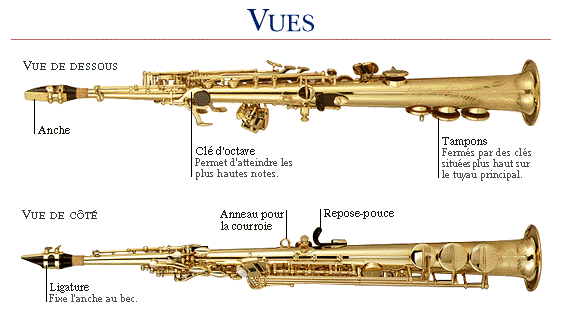 VUES
VUE DE DESSOUS
Anche
Clé d'octave
Permet d'atteindre les
plus hautes notes.
Tampons
Fermés par des clés
situées plus haut sur
le tuyau principal.
VUE DE CÔTÉ
Anneau pour
la courroie
Repose-pouce
Ligature
Fixe l'anche au bec.